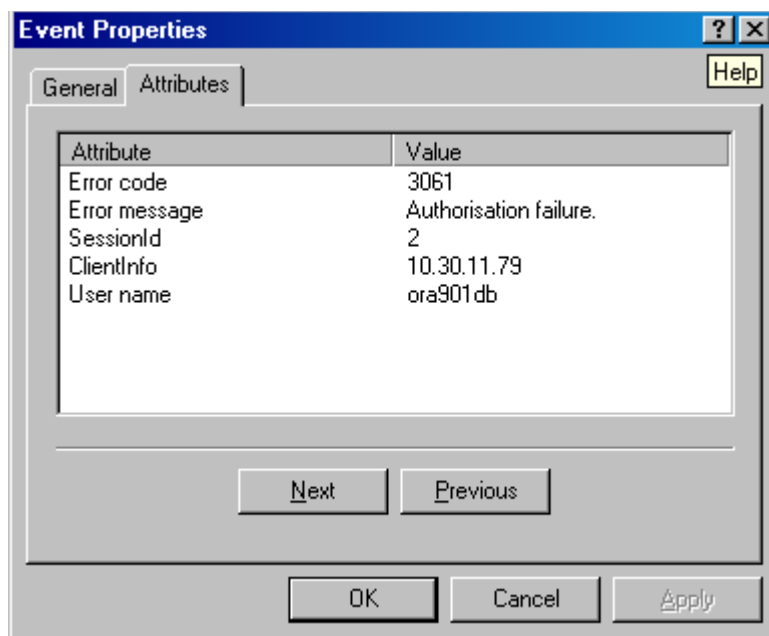 Event Properties
Help
General Attributes
Attribute Value
Error code 3061
Error message Authorisation failure.
SessionId 2
ClientInfo 10.30.11.79
User name ora901db
Next Previous
OK Cancel Apply